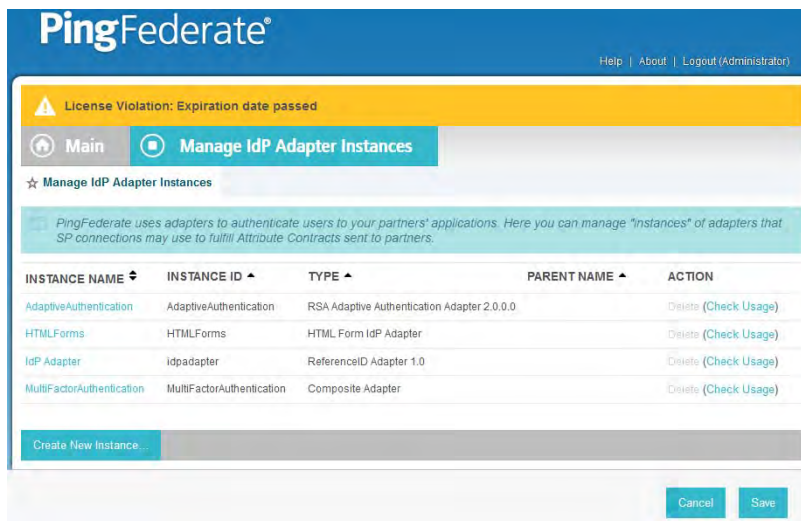 PingFederate®
Help | About | Logout (Administrator)
License Violation: Expiration date passed
Main Manage IdP Adapter Instances
Manage IdP Adapter Instances
PingFederate uses adapters to authenticate users to your partners' applications. Here you can manage "instances" of adapters that
SP connections may use to fulfill Attribute Contracts sent to partners.
INSTANCE NAME INSTANCE ID TYPE PARENT NAME ACTION
AdaptiveAuthentication AdaptiveAuthentication RSA Adaptive Authentication Adapter 2.0.0.0 Delete (Check Usage)
HTMLForms HTMLForms HTML Form IdP Adapter Delete (Check Usage)
IdP Adapter idpadapter ReferenceID Adapter 1.0 Delete (Check Usage)
MultiFactorAuthentication MultiFactorAuthentication Composite Adapter Delete (Check Usage)
Create New Instance...
Cancel Save